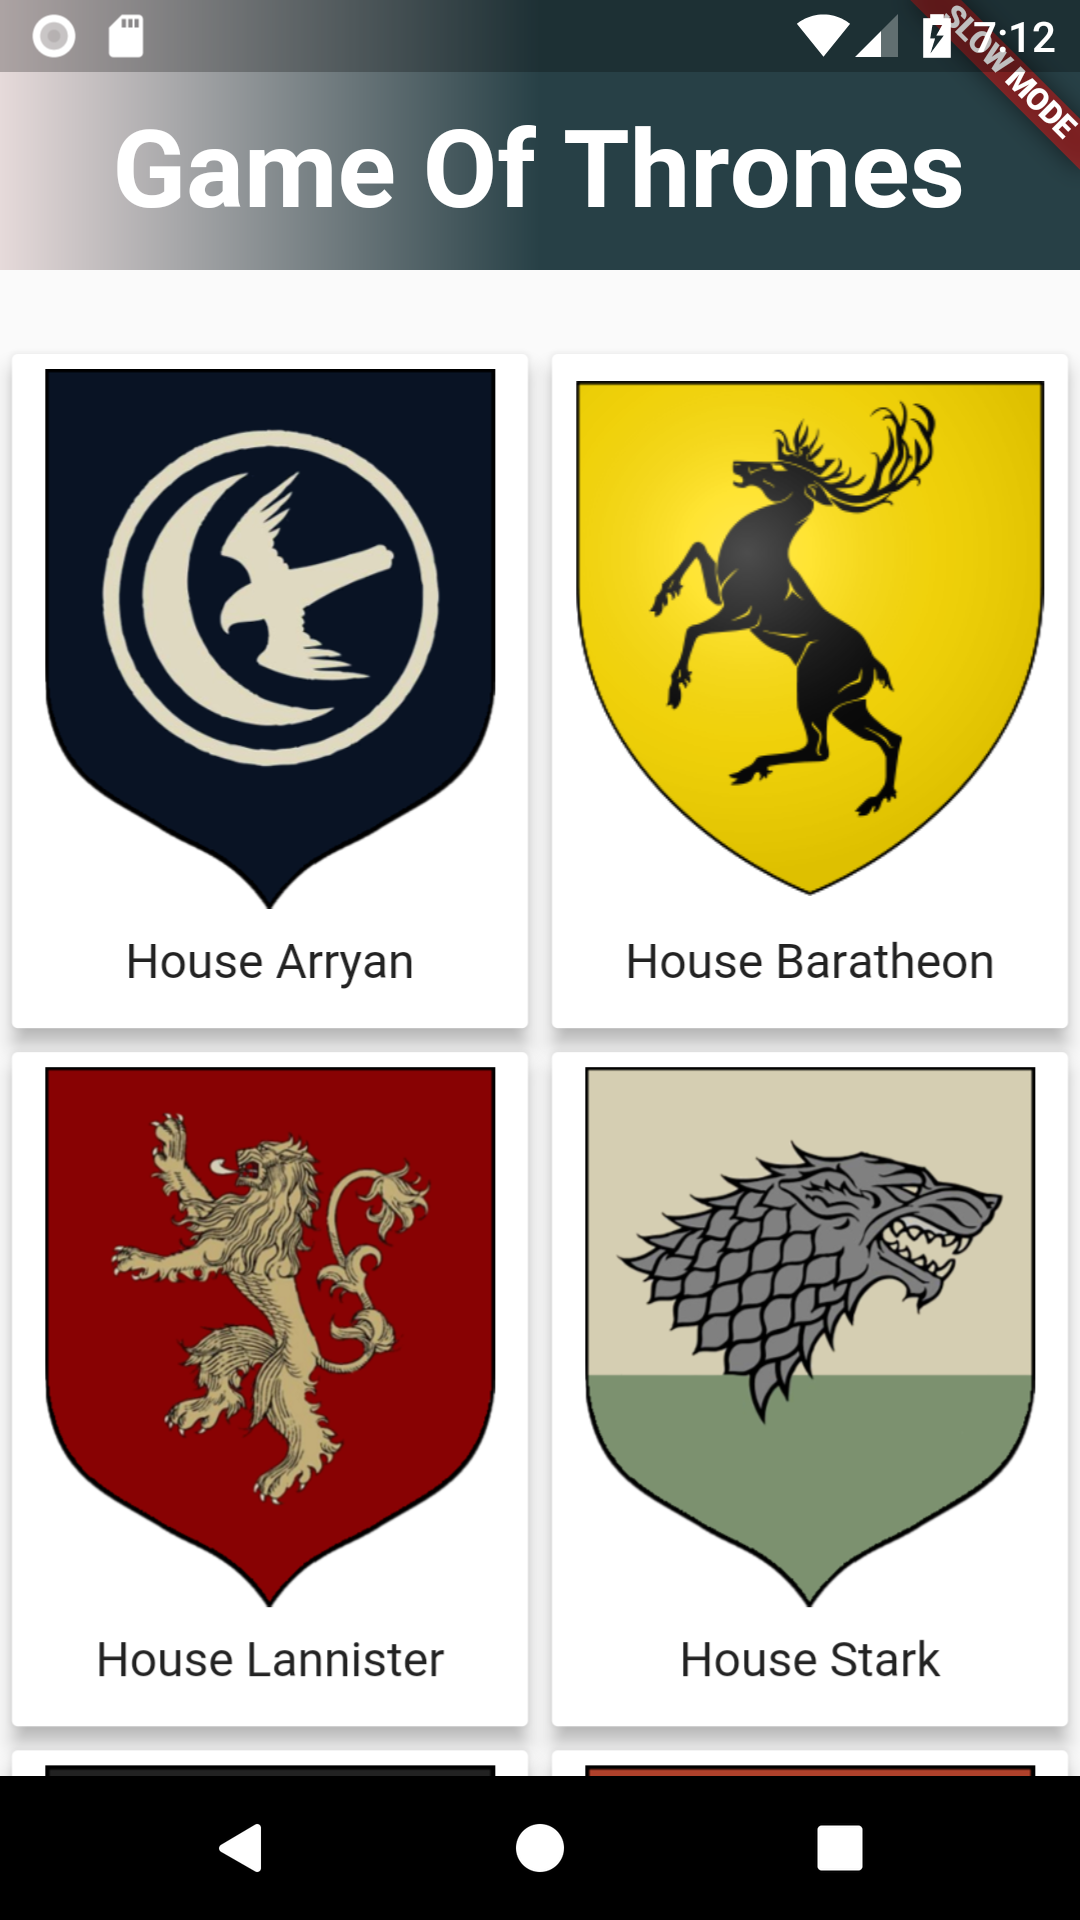 7:12
SLOW MODE
Game Of Thrones
House Arryan
House Baratheon
House Lannister
House Stark